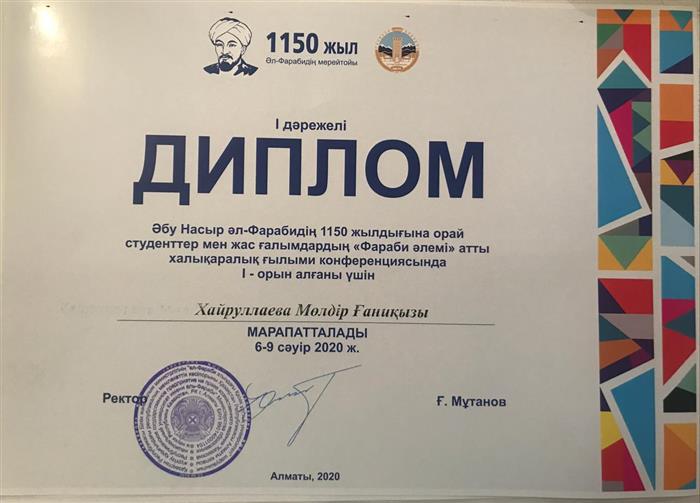 1150 жыл
Әл-Фарабидің мерейтойы
І дәрежелі
ДИПЛОМ
Әбу Насыр әл-Фарабидің 1150 жылдығына орай
студенттер мен жас ғалымдардың «Фараби әлемі» атты
халықаралық ғылыми конференциясында
І - орын алғаны үшін
Хайруллаева Мөлдір Ғаниқызы
МАРАПАТТАЛАДЫ
6-9 сәуір 2020 ж.
Ректор
Ғ. Мұтанов
Алматы, 2020